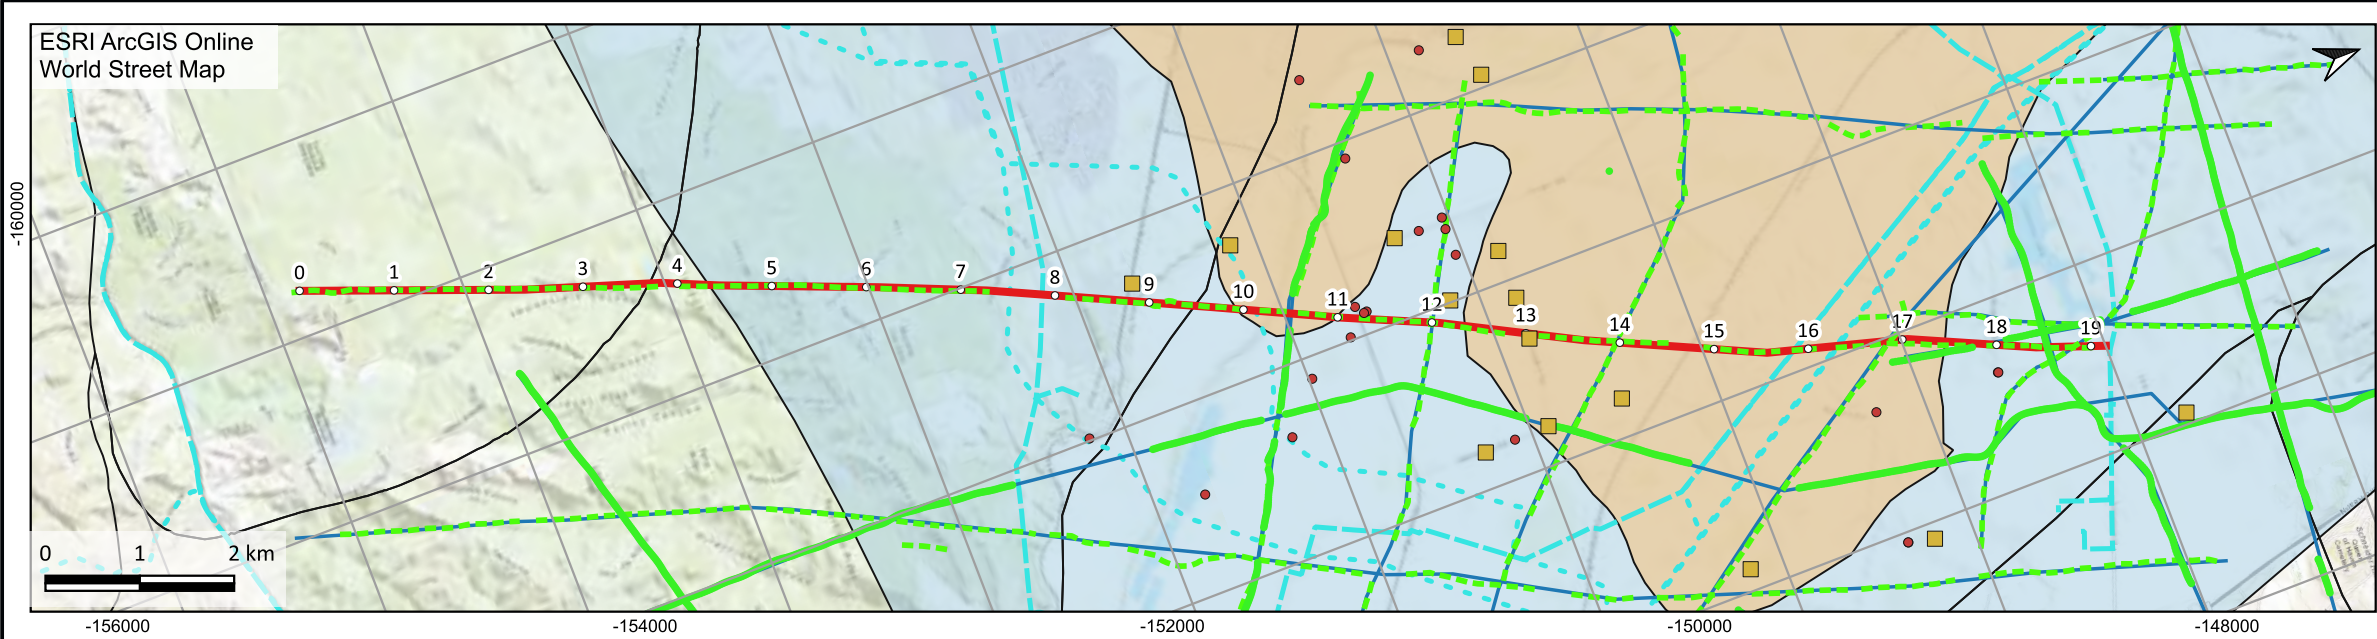 ESRI ArcGIS Online
World Street Map
-160000
0 1 2 3 4 5 6 7 8 9 10 11 12 13 14 15 16 17 18 19
0 1 2 km
-156000 -154000 -152000 -150000 -148000